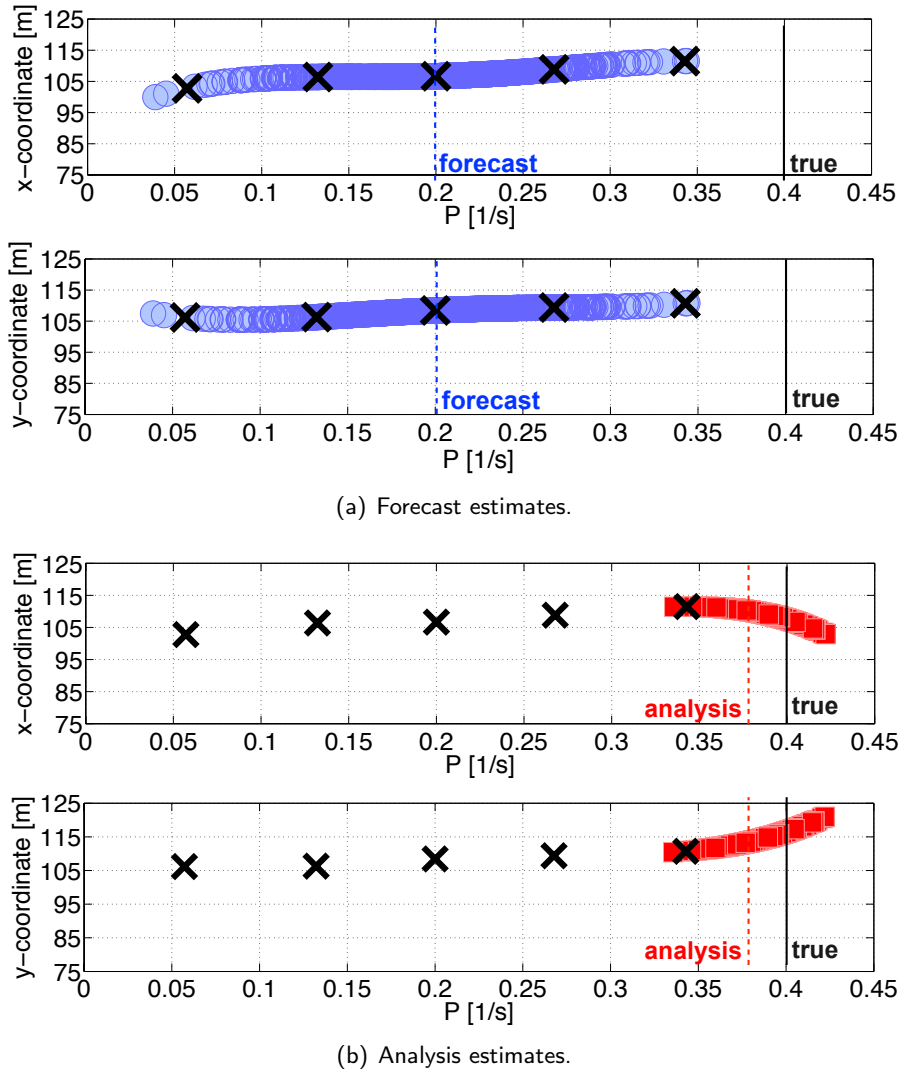 x−coordinate [m]
125
115
105
95
85
75
forecast
true
0 0.05 0.1 0.15 0.2 0.25 0.3 0.35 0.4 0.45
P [1/s]
y−coordinate [m]
125
115
105
95
85
75
forecast
true
0 0.05 0.1 0.15 0.2 0.25 0.3 0.35 0.4 0.45
P [1/s]
(a) Forecast estimates.
x−coordinate [m]
125
115
105
95
85
75
analysis
true
0 0.05 0.1 0.15 0.2 0.25 0.3 0.35 0.4 0.45
P [1/s]
y−coordinate [m]
125
115
105
95
85
75
analysis
true
0 0.05 0.1 0.15 0.2 0.25 0.3 0.35 0.4 0.45
P [1/s]
(b) Analysis estimates.